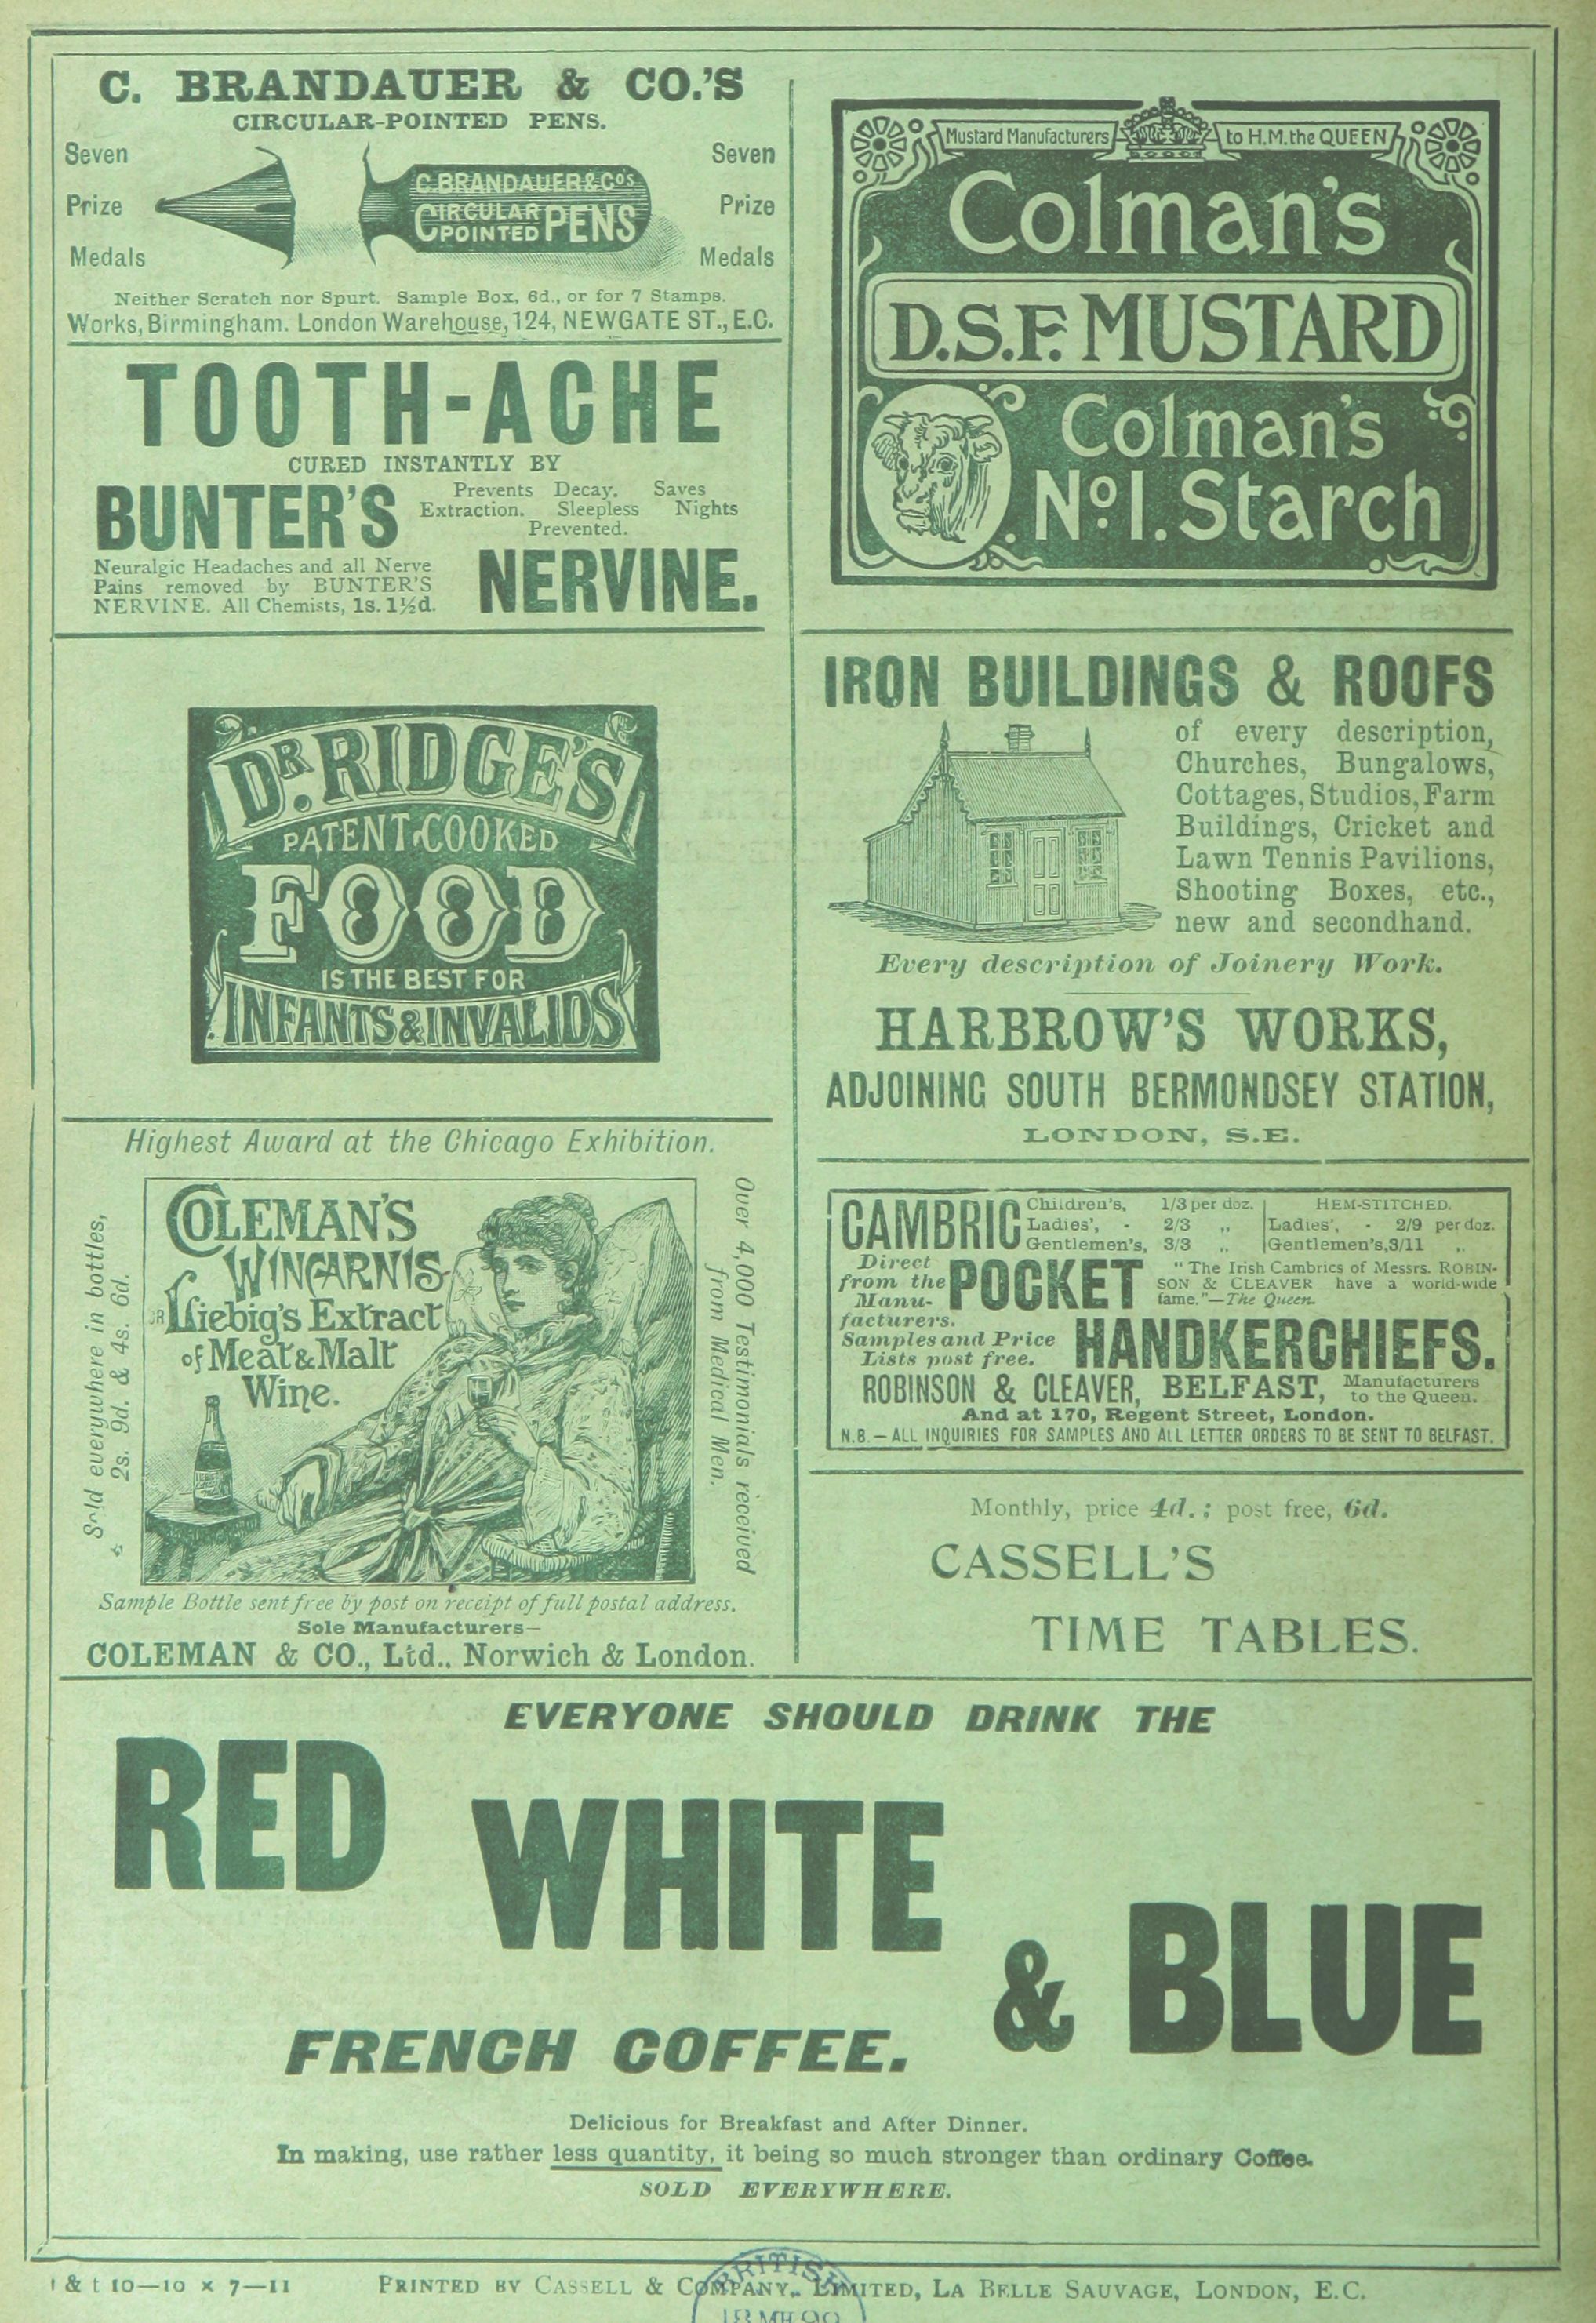 C. BRANDAUER & CO.'S
CIRCULAR-POINTED PENS.
Seven
Prize
Medals
C. BRANDAUER & Co's
CIRCULAR
POINTED PENS
Seven
Prize
Medals
Neither Scratch nor Spurt. Sample Box, 6d., or for 7 Stamps.
Works, Birmingham. London Warehouse, 124, NEWGATE ST., E.C.
TOOTH-ACHE
CURED INSTANTLY BY
BUNTER'S
Prevents Decay. Saves
Extraction. Sleepless Nights
Prevented.
Neuralgic Headaches and all Nerve
Pains removed by BUNTER'S
NERVINE. All Chemists, 1s. 1½d.
NERVINE.
DR. RIDGE'S
PATENT COOKED
FOOD
IS THE BEST FOR
INFANTS & INVALIDS
Highest Award at the Chicago Exhibition.
Sold everywhere in bottles,
2s. 9d. & 4s. 6d.
COLEMAN'S
WINCARNIS
OR Liebig's Extract
of Meat & Malt
Wine.
Over 4,000 Testimonials received
from Medical Men.
Sample Bottle sent free by post on receipt of full postal address.
Sole Manufacturers—
COLEMAN & CO., Ltd., Norwich & London.
Mustard Manufacturers to H.M. the QUEEN
Colman's
D.S.F. MUSTARD
Colman's
No. 1. Starch
IRON BUILDINGS & ROOFS
of every description,
Churches, Bungalows,
Cottages, Studios, Farm
Buildings, Cricket and
Lawn Tennis Pavilions,
Shooting Boxes, etc.,
new and secondhand.
Every description of Joinery Work.
HARBROW'S WORKS,
ADJOINING SOUTH BERMONDSEY STATION,
LONDON, S.E.
CAMBRIC
Children's, 1/3 per doz.
Ladies', - 2/3 „
Gentlemen's, 3/3 „
HEM-STITCHED.
Ladies', - 2/9 per doz.
Gentlemen's, 3/11 „
Direct
from the
Manu-
facturers.
Samples and Price
Lists post free.
POCKET
"The Irish Cambrics of Messrs. ROBIN-
SON & CLEAVER have a world-wide
fame."—The Queen.
HANDKERCHIEFS.
ROBINSON & CLEAVER, BELFAST, Manufacturers
to the Queen.
And at 170, Regent Street, London.
N.B.—ALL INQUIRIES FOR SAMPLES AND ALL LETTER ORDERS TO BE SENT TO BELFAST.
Monthly, price 4d.; post free, 6d.
CASSELL'S
TIME TABLES.
EVERYONE SHOULD DRINK THE
RED
WHITE
& BLUE
FRENCH COFFEE.
Delicious for Breakfast and After Dinner.
In making, use rather less quantity, it being so much stronger than ordinary Coffee.
SOLD EVERYWHERE.
& t 10—10 x 7—11
PRINTED BY CASSELL & COMPANY, LIMITED, LA BELLE SAUVAGE, LONDON, E.C.
BRITISH